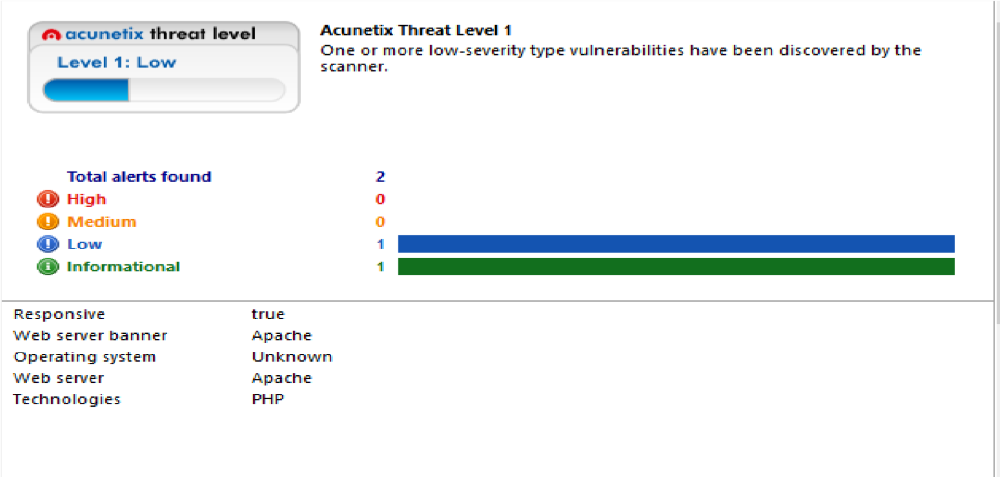 acunetix threat level
Level 1: Low
Acunetix Threat Level 1
One or more low-severity type vulnerabilities have been discovered by the
scanner.
Total alerts found 2
High 0
Medium 0
Low 1
Informational 1
Responsive true
Web server banner Apache
Operating system Unknown
Web server Apache
Technologies PHP